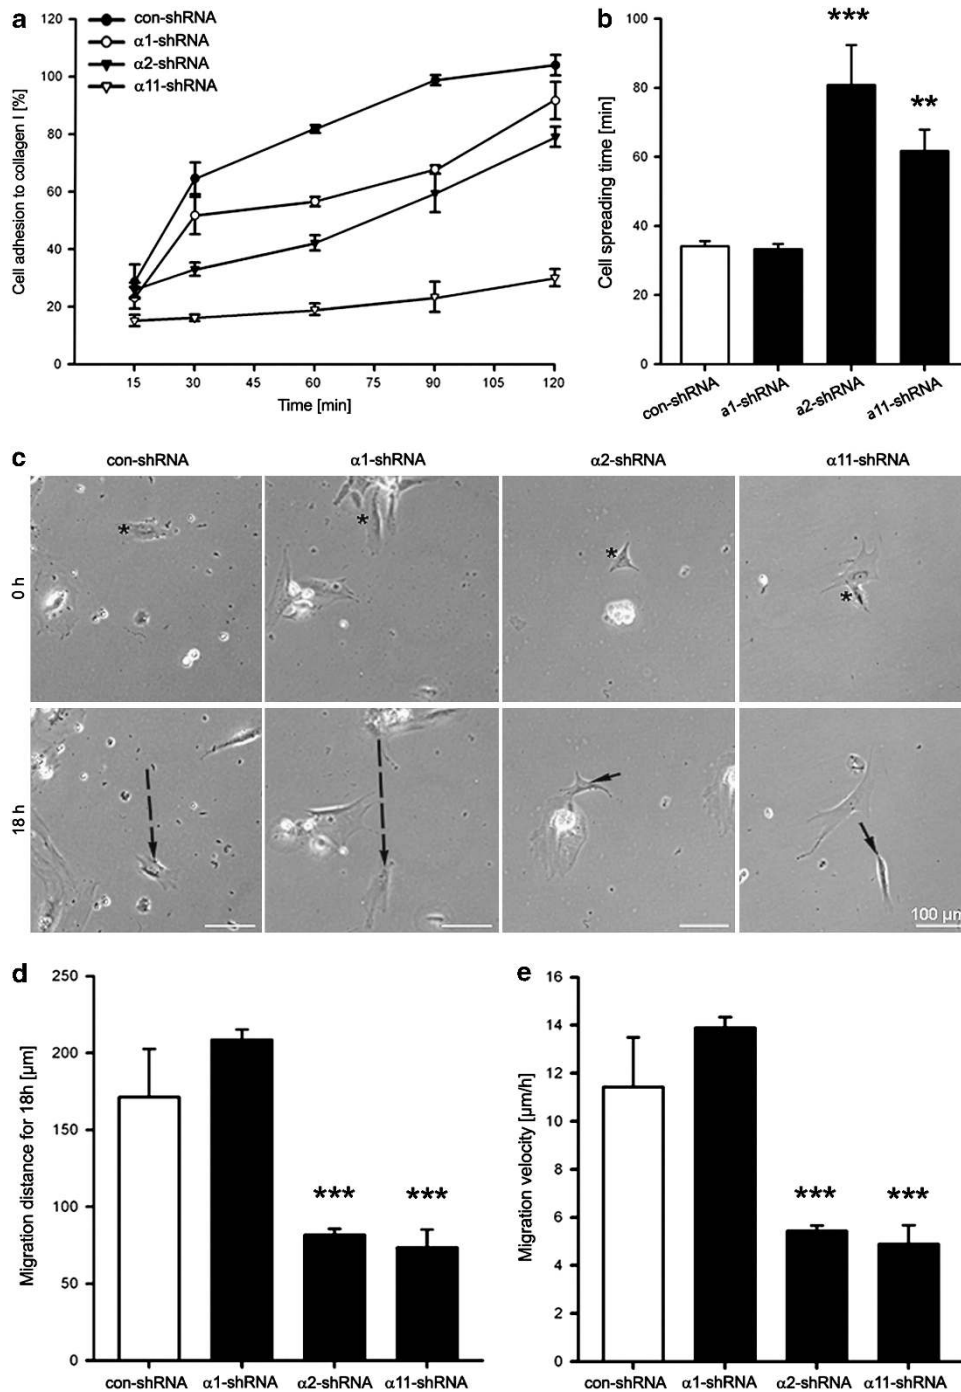 a
con-shRNA
α1-shRNA
α2-shRNA
α11-shRNA
Cell adhesion to collagen I [%]
120
100
80
60
40
20
0
15 30 45 60 75 90 105 120
Time [min]
b
***
**
Cell spreading time [min]
100
80
60
40
20
0
con-shRNA a1-shRNA a2-shRNA a11-shRNA
c
con-shRNA α1-shRNA α2-shRNA α11-shRNA
0 h
* * * *
18 h
100 µm
d
Migration distance for 18h [µm]
250
200
150
100
50
0
*** ***
con-shRNA α1-shRNA α2-shRNA α11-shRNA
e
Migration velocity [µm/h]
16
14
12
10
8
6
4
2
0
*** ***
con-shRNA α1-shRNA α2-shRNA α11-shRNA